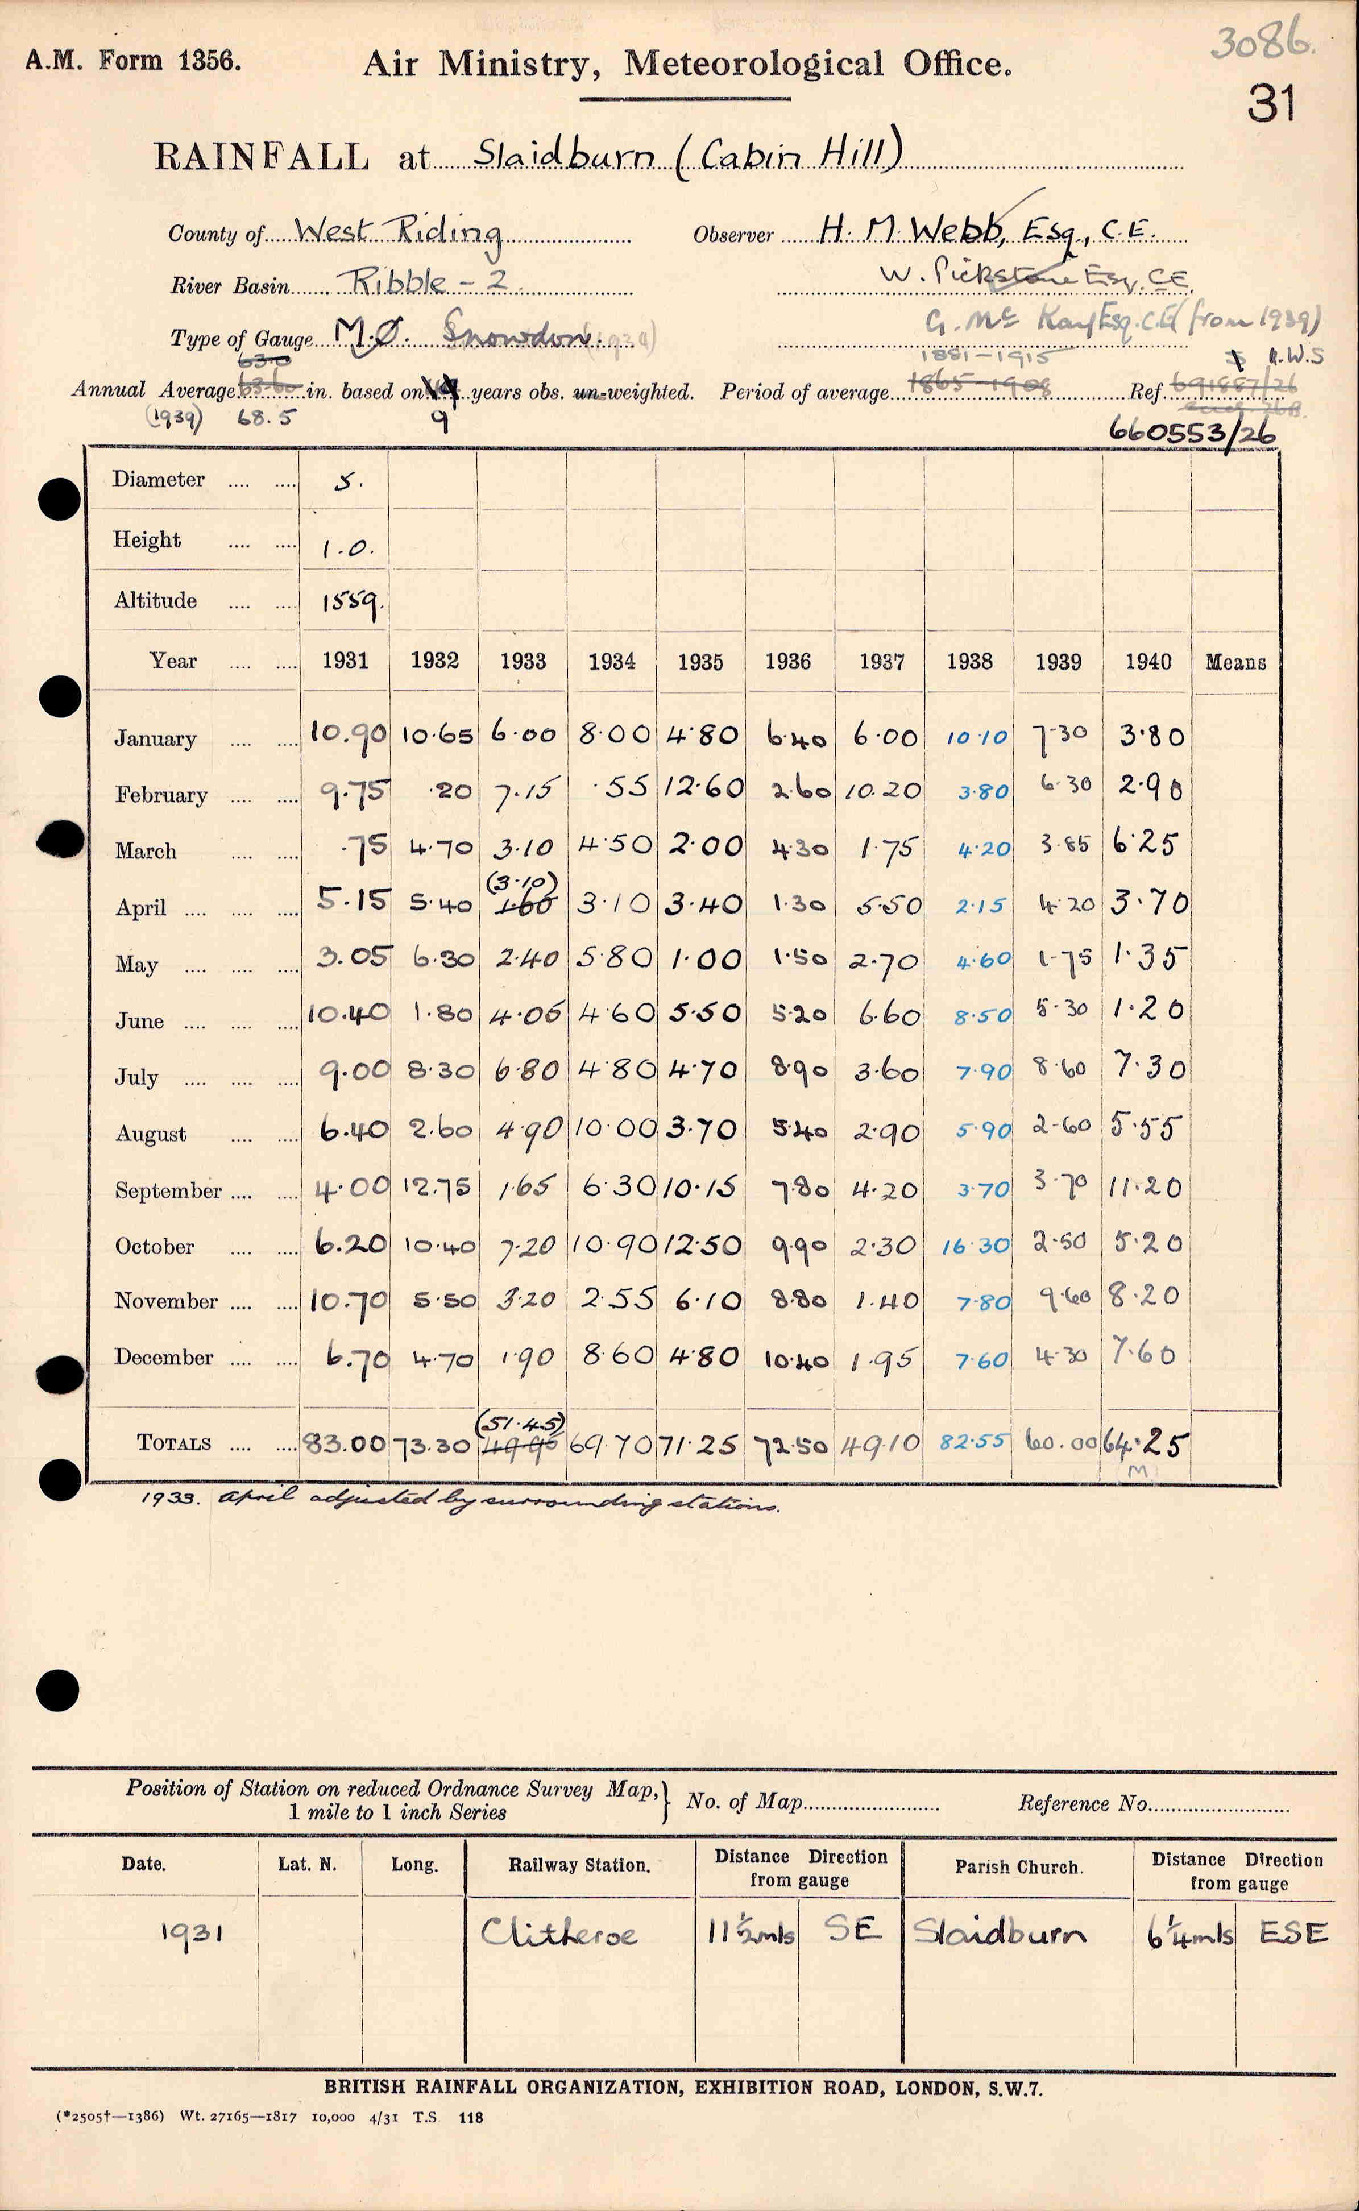 3086.
A.M. Form 1356. Air Ministry, Meteorological Office.
31
RAINFALL at Slaidburn (Cabin Hill)
County of West Riding Observer H. M. Webb, Esq., C.E.
River Basin Ribble - 2 W. Pickstone Esq. C.E.
Type of Gauge M.O. Snowdon. (1939) G. Mc Kay Esq. C.E. (from 1939)
63.0 1881-1915 R.W.S
Annual Average 63.60 in. based on years obs. un-weighted. Period of average 1865-1908 Ref. 691887/26
(1939) 68.5 9
660553/26
Diameter .... .... 5.
Height .... .... 1.0.
Altitude .... .... 1559.
Year .... .... 1931 1932 1933 1934 1935 1936 1937 1938 1939 1940 Means
January .... .... 10.90 10.65 6.00 8.00 4.80 6.40 6.00 10.10 7.30 3.80
February .... .... 9.75 .20 7.15 .55 12.60 2.60 10.20 3.80 6.30 2.90
March .... .... .75 4.70 3.10 4.50 2.00 4.30 1.75 4.20 3.85 6.25
(3.10)
April .... .... .... 5.15 5.40 1.60 3.10 3.40 1.30 5.50 2.15 4.20 3.70
May .... .... .... 3.05 6.30 2.40 5.80 1.00 1.50 2.70 4.60 1.75 1.35
June .... .... .... 10.40 1.80 4.05 4.60 5.50 5.20 6.60 8.50 5.30 1.20
July .... .... .... 9.00 8.30 6.80 4.80 4.70 8.90 3.60 7.90 8.60 7.30
August .... .... 6.40 2.60 4.90 10.00 3.70 5.40 2.90 5.90 2.60 5.55
September .... .... 4.00 12.75 1.65 6.30 10.15 7.80 4.20 3.70 3.70 11.20
October .... .... 6.20 10.40 7.20 10.90 12.50 9.90 2.30 16.30 2.50 5.20
November .... .... 10.70 5.50 3.20 2.55 6.10 8.80 1.40 7.80 9.60 8.20
December .... .... 6.70 4.70 1.90 8.60 4.80 10.40 1.95 7.60 4.30 7.60
(51.45)
TOTALS .... .... 83.00 73.30 49.95 69.70 71.25 72.50 49.10 82.55 60.00 64.25
(M)
1933. April adjusted by surrounding stations.
Position of Station on reduced Ordnance Survey Map, } No. of Map Reference No.
1 mile to 1 inch Series
Date. Lat. N. Long. Railway Station. Distance Direction from gauge Parish Church. Distance Direction from gauge
1931 Clitheroe 11½mls SE Slaidburn 6¼mls ESE
BRITISH RAINFALL ORGANIZATION, EXHIBITION ROAD, LONDON, S.W.7.
(*2505†—1386) Wt. 27165—1817 10,000 4/31 T.S. 118